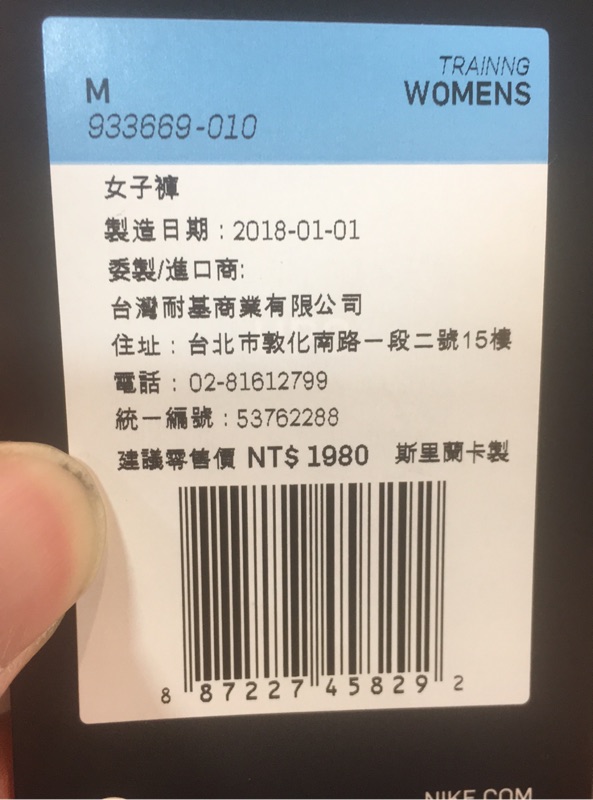 TRAINNG
M
WOMENS
933669-010
女子褲
製造日期：2018-01-01
委製/進口商:
台灣耐基商業有限公司
住址：台北市敦化南路一段二號15樓
電話：02-81612799
統一編號：53762288
建議零售價 NT$ 1980 斯里蘭卡製
8 87227 45829 2
NIKE.COM